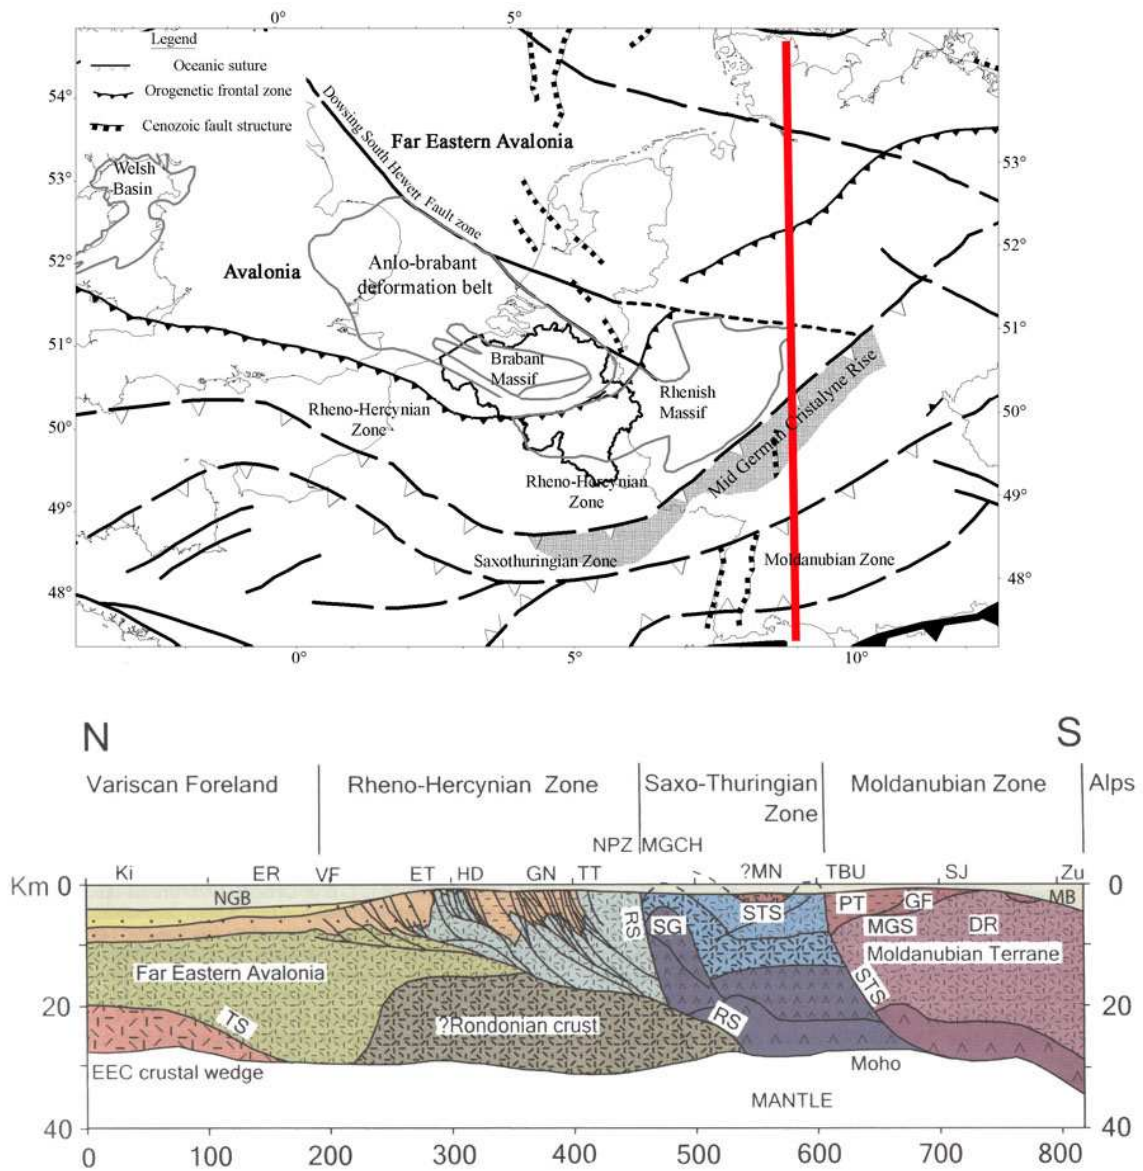 0°
5°
Legend
Oceanic suture
Orogenetic frontal zone
Cenozoic fault structure
54°
53°
52°
51°
50°
49°
48°
53°
52°
51°
50°
49°
48°
Welsh
Basin
Dowsing South Hewett Fault zone
Far Eastern Avalonia
Avalonia
Anlo-brabant
deformation belt
Brabant
Massif
Rhenish
Massif
Rheno-Hercynian
Zone
Mid German Cristalyne Rise
Rheno-Hercynian
Zone
Saxothuringian Zone
Moldanubian Zone
0°
5°
10°
N
S
Variscan Foreland
Rheno-Hercynian Zone
Saxo-Thuringian
Zone
Moldanubian Zone
Alps
NPZ MGCH
Ki ER VF ET HD GN TT ?MN TBU SJ Zu
Km 0
0
NGB
RS
SG
STS
PT
GF
MB
MGS
DR
Far Eastern Avalonia
Moldanubian Terrane
STS
20
20
TS
?Rondonian crust
RS
EEC crustal wedge
Moho
MANTLE
40
40
0 100 200 300 400 500 600 700 800